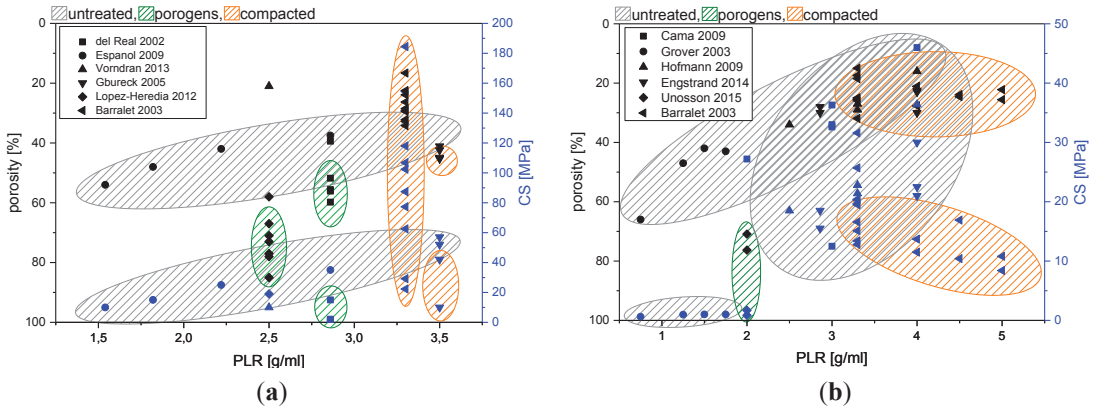 untreated, porogens, compacted
del Real 2002
Espanol 2009
Vorndran 2013
Gbureck 2005
Lopez-Heredia 2012
Barralet 2003
porosity [%]
0
20
40
60
80
100
1,5
2,0
2,5
3,0
3,5
PLR [g/ml]
200
180
160
140
120
100
80
60
40
20
0
CS [MPa]
(a)
untreated, porogens, compacted
Cama 2009
Grover 2003
Hofmann 2009
Engstrand 2014
Unosson 2015
Barralet 2003
porosity [%]
0
20
40
60
80
100
1
2
3
4
5
PLR [g/ml]
50
40
30
20
10
0
CS [MPa]
(b)